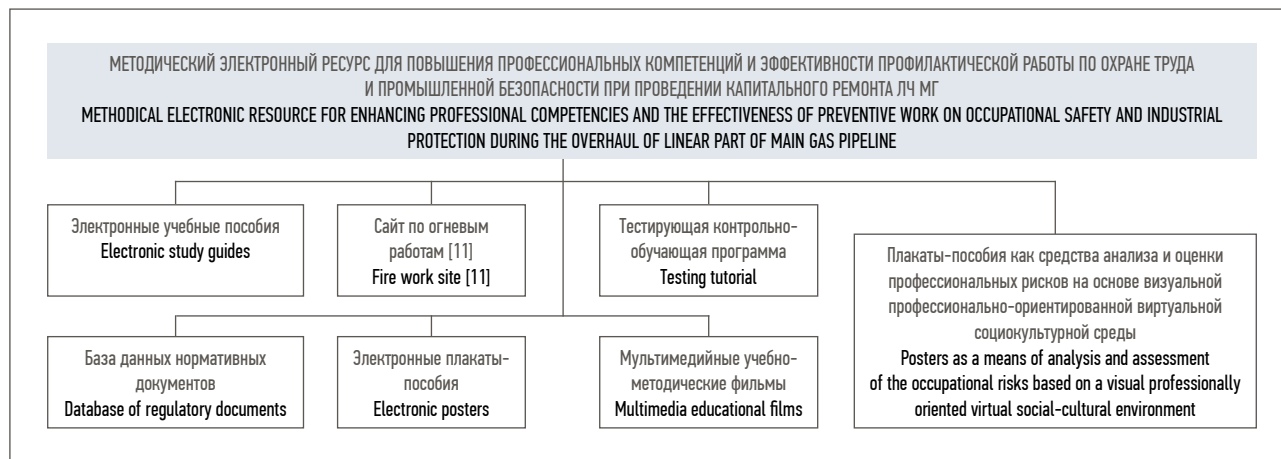 МЕТОДИЧЕСКИЙ ЭЛЕКТРОННЫЙ РЕСУРС ДЛЯ ПОВЫШЕНИЯ ПРОФЕССИОНАЛЬНЫХ КОМПЕТЕНЦИЙ И ЭФФЕКТИВНОСТИ ПРОФИЛАКТИЧЕСКОЙ РАБОТЫ ПО ОХРАНЕ ТРУДА
И ПРОМЫШЛЕННОЙ БЕЗОПАСНОСТИ ПРИ ПРОВЕДЕНИИ КАПИТАЛЬНОГО РЕМОНТА ЛЧ МГ
METHODICAL ELECTRONIC RESOURCE FOR ENHANCING PROFESSIONAL COMPETENCIES AND THE EFFECTIVENESS OF PREVENTIVE WORK ON OCCUPATIONAL SAFETY AND INDUSTRIAL
PROTECTION DURING THE OVERHAUL OF LINEAR PART OF MAIN GAS PIPELINE
Электронные учебные пособия
Electronic study guides
Сайт по огневым
работам [11]
Fire work site [11]
Тестирующая контрольно-
обучающая программа
Testing tutorial
Плакаты-пособия как средства анализа и оценки
профессиональных рисков на основе визуальной
профессионально-ориентированной виртуальной
социокультурной среды
Posters as a means of analysis and assessment
of the occupational risks based on a visual professionally
oriented virtual social-cultural environment
База данных нормативных
документов
Database of regulatory documents
Электронные плакаты-
пособия
Electronic posters
Мультимедийные учебно-
методические фильмы
Multimedia educational films